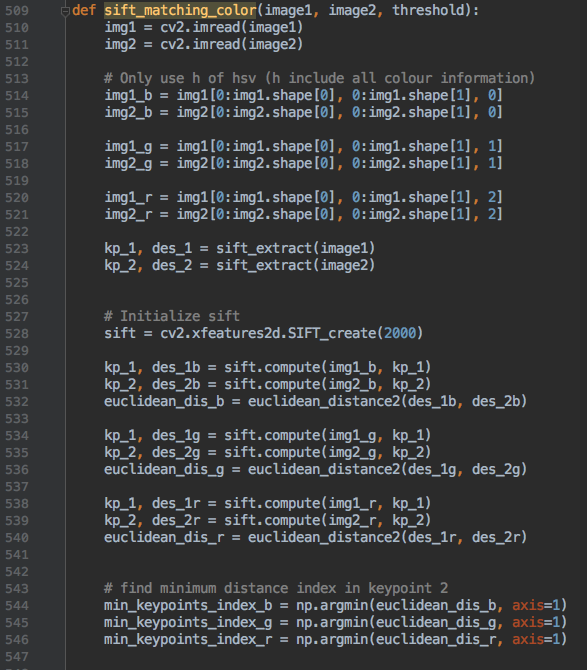 509 def sift_matching_color(image1, image2, threshold):
510     img1 = cv2.imread(image1)
511     img2 = cv2.imread(image2)
512
513     # Only use h of hsv (h include all colour information)
514     img1_b = img1[0:img1.shape[0], 0:img1.shape[1], 0]
515     img2_b = img2[0:img2.shape[0], 0:img2.shape[1], 0]
516
517     img1_g = img1[0:img1.shape[0], 0:img1.shape[1], 1]
518     img2_g = img2[0:img2.shape[0], 0:img2.shape[1], 1]
519
520     img1_r = img1[0:img1.shape[0], 0:img1.shape[1], 2]
521     img2_r = img2[0:img2.shape[0], 0:img2.shape[1], 2]
522
523     kp_1, des_1 = sift_extract(image1)
524     kp_2, des_2 = sift_extract(image2)
525
526
527     # Initialize sift
528     sift = cv2.xfeatures2d.SIFT_create(2000)
529
530     kp_1, des_1b = sift.compute(img1_b, kp_1)
531     kp_2, des_2b = sift.compute(img2_b, kp_2)
532     euclidean_dis_b = euclidean_distance2(des_1b, des_2b)
533
534     kp_1, des_1g = sift.compute(img1_g, kp_1)
535     kp_2, des_2g = sift.compute(img2_g, kp_2)
536     euclidean_dis_g = euclidean_distance2(des_1g, des_2g)
537
538     kp_1, des_1r = sift.compute(img1_r, kp_1)
539     kp_2, des_2r = sift.compute(img2_r, kp_2)
540     euclidean_dis_r = euclidean_distance2(des_1r, des_2r)
541
542
543     # find minimum distance index in keypoint 2
544     min_keypoints_index_b = np.argmin(euclidean_dis_b, axis=1)
545     min_keypoints_index_g = np.argmin(euclidean_dis_g, axis=1)
546     min_keypoints_index_r = np.argmin(euclidean_dis_r, axis=1)
547